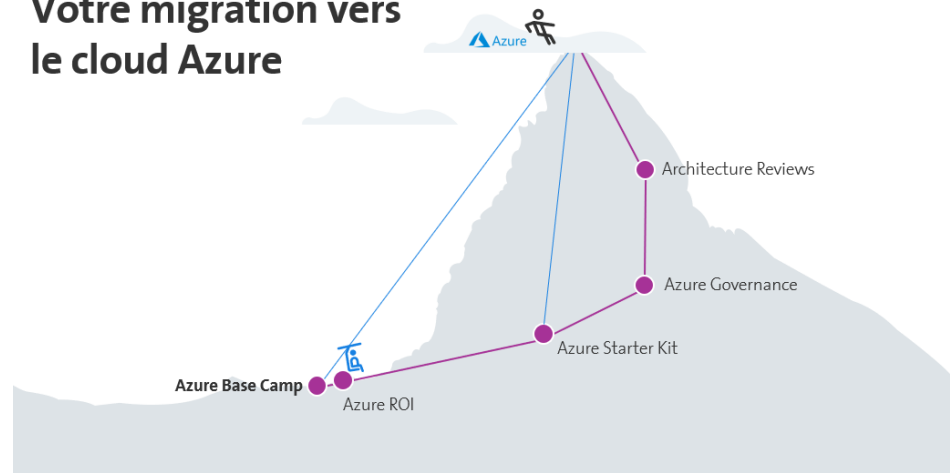 Votre migration vers
le cloud Azure
Azure
Architecture Reviews
Azure Governance
Azure Starter Kit
Azure Base Camp
Azure ROI